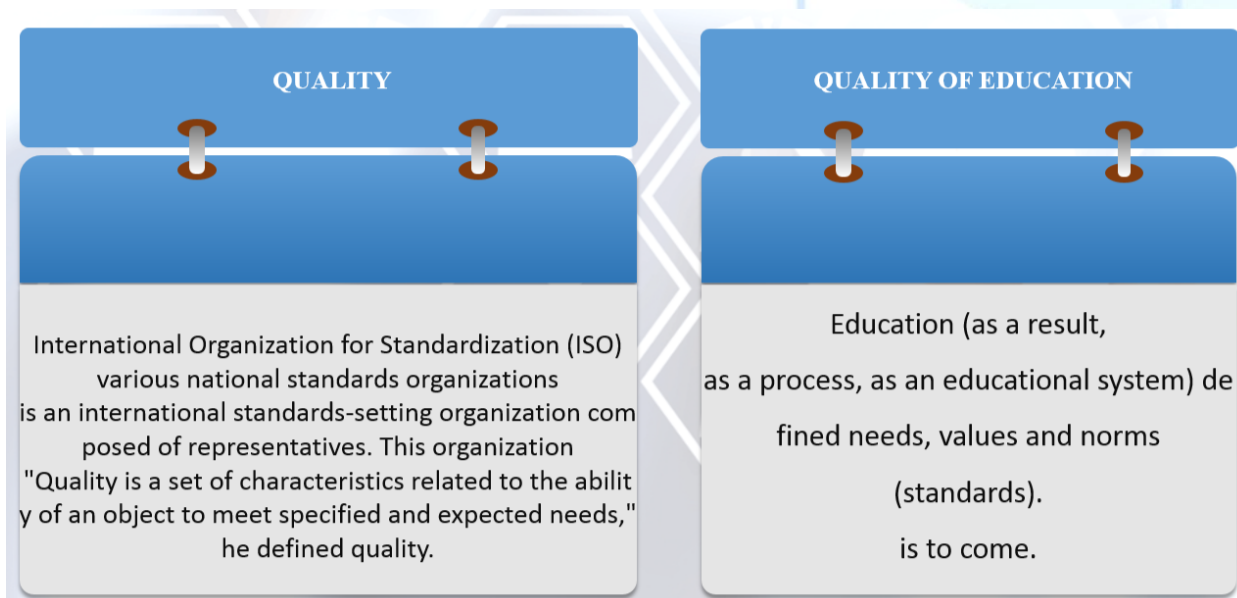 QUALITY
International Organization for Standardization (ISO)
various national standards organizations
is an international standards-setting organization com
posed of representatives. This organization
"Quality is a set of characteristics related to the abilit
y of an object to meet specified and expected needs,"
he defined quality.
QUALITY OF EDUCATION
Education (as a result,
as a process, as an educational system) de
fined needs, values and norms
(standards).
is to come.